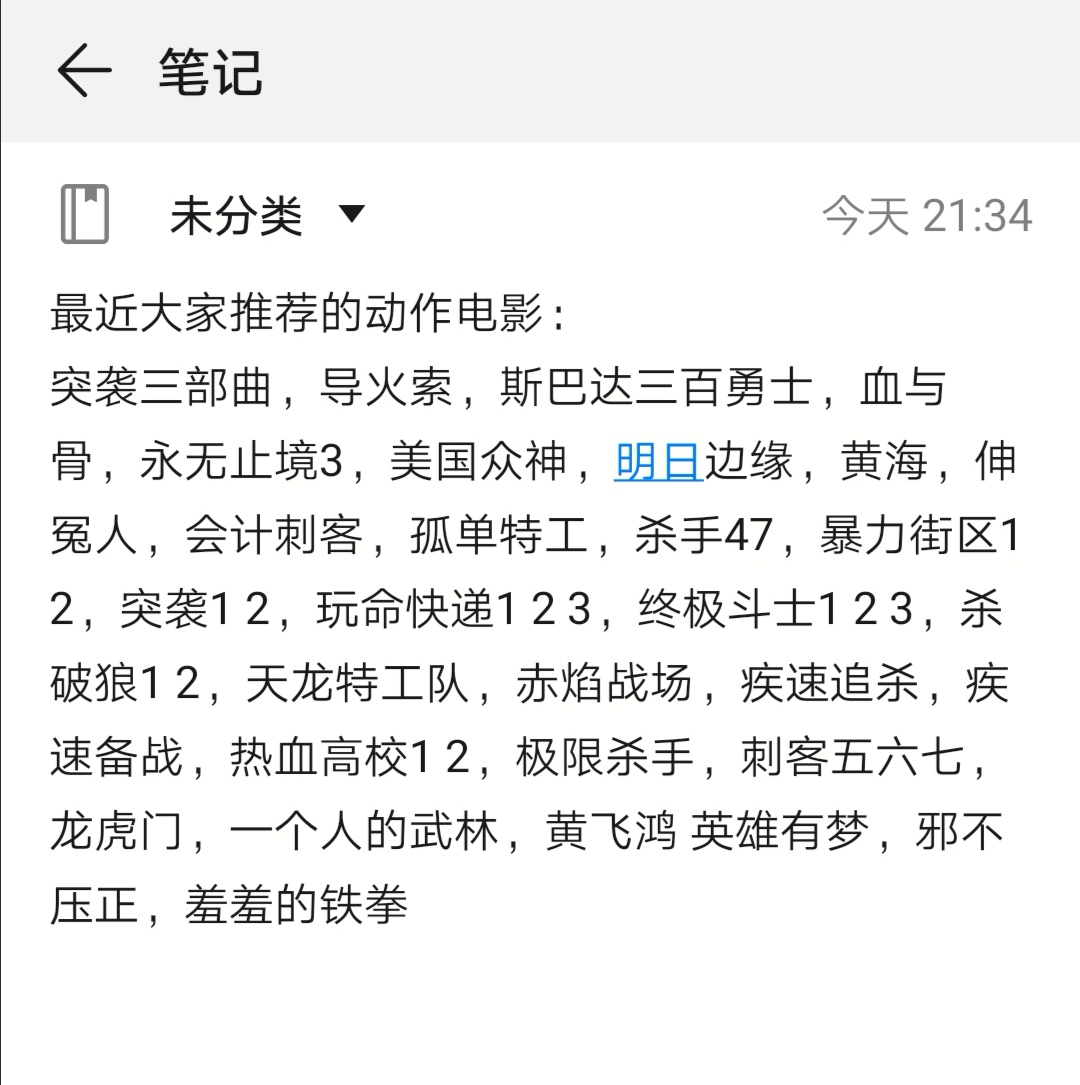 笔记
未分类
今天 21:34
最近大家推荐的动作电影：
突袭三部曲，导火索，斯巴达三百勇士，血与
骨，永无止境3，美国众神，明日边缘，黄海，伸
冤人，会计刺客，孤单特工，杀手47，暴力街区1
2，突袭1 2，玩命快递1 2 3，终极斗士1 2 3，杀
破狼1 2，天龙特工队，赤焰战场，疾速追杀，疾
速备战，热血高校1 2，极限杀手，刺客五六七，
龙虎门，一个人的武林，黄飞鸿 英雄有梦，邪不
压正，羞羞的铁拳